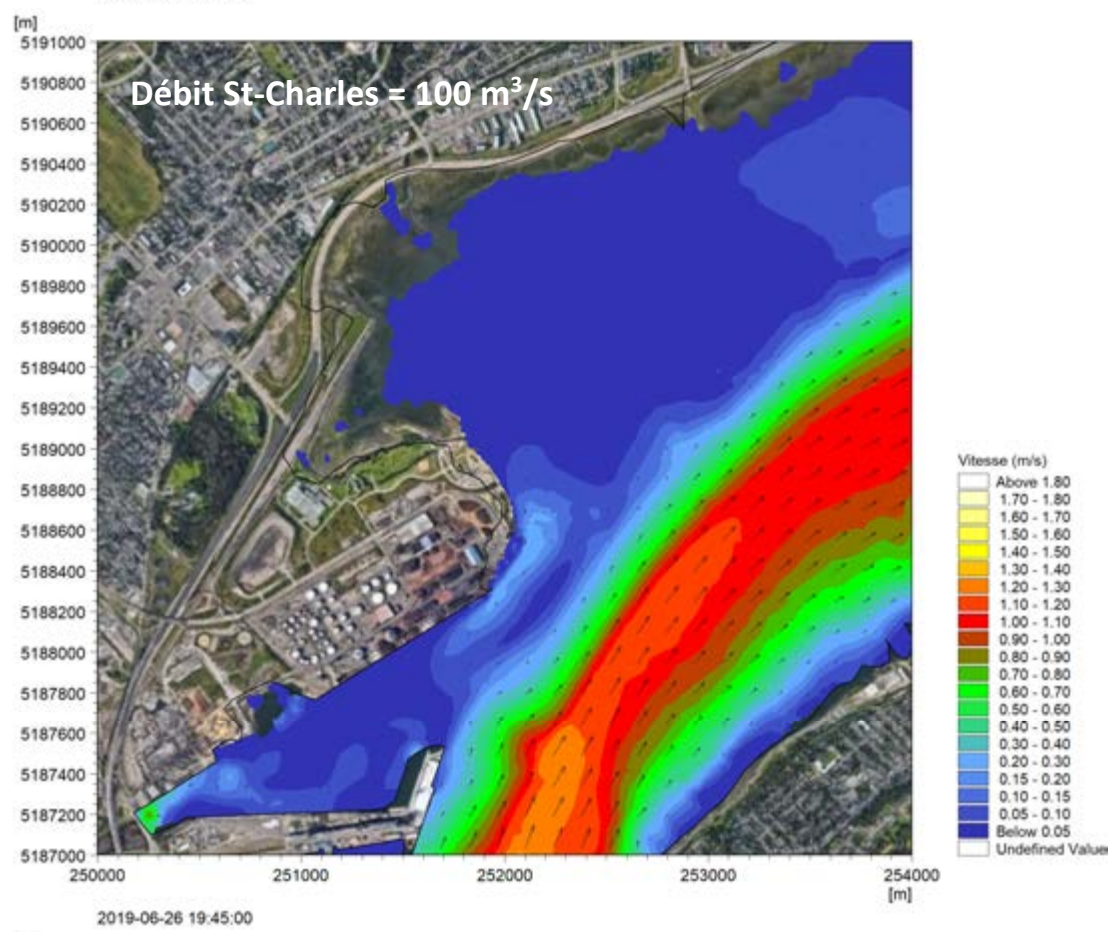 [m]
5191000
Débit St-Charles = 100 m³/s
5190800
5190600
5190400
5190200
5190000
5189800
5189600
5189400
5189200
5189000
5188800
5188600
5188400
5188200
5188000
5187800
5187600
5187400
5187200
5187000
250000 251000 252000 253000 254000
[m]
Vitesse (m/s)
Above 1.80
1.70 - 1.80
1.60 - 1.70
1.50 - 1.60
1.40 - 1.50
1.30 - 1.40
1.20 - 1.30
1.10 - 1.20
1.00 - 1.10
0.90 - 1.00
0.80 - 0.90
0.70 - 0.80
0.60 - 0.70
0.50 - 0.60
0.40 - 0.50
0.30 - 0.40
0.20 - 0.30
0.15 - 0.20
0.10 - 0.15
0.05 - 0.10
Below 0.05
Undefined Value
2019-06-26 19:45:00